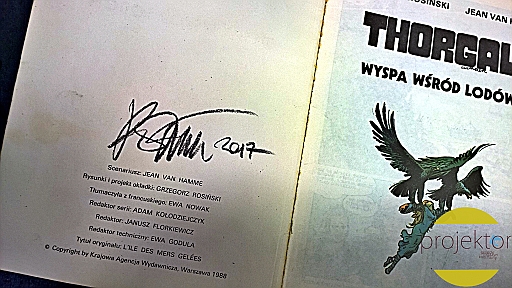 2017
Scenariusz: JEAN VAN HAMME
Rysunki i projekt okładki: GRZEGORZ ROSIŃSKI
Tłumaczyła z francuskiego: EWA NOWAK
Redaktor serii: ADAM KOŁODZIEJCZYK
Redaktor: JANUSZ FLORKIEWICZ
Redaktor techniczny: EWA GODULA
Tytuł oryginału: L'ILE DES MERS GELÉES
© Copyright by Krajowa Agencja Wydawnicza, Warszawa 1988
ROSIŃSKI JEAN VAN
THORGAL
WYSPA WŚRÓD LODÓW
projektor